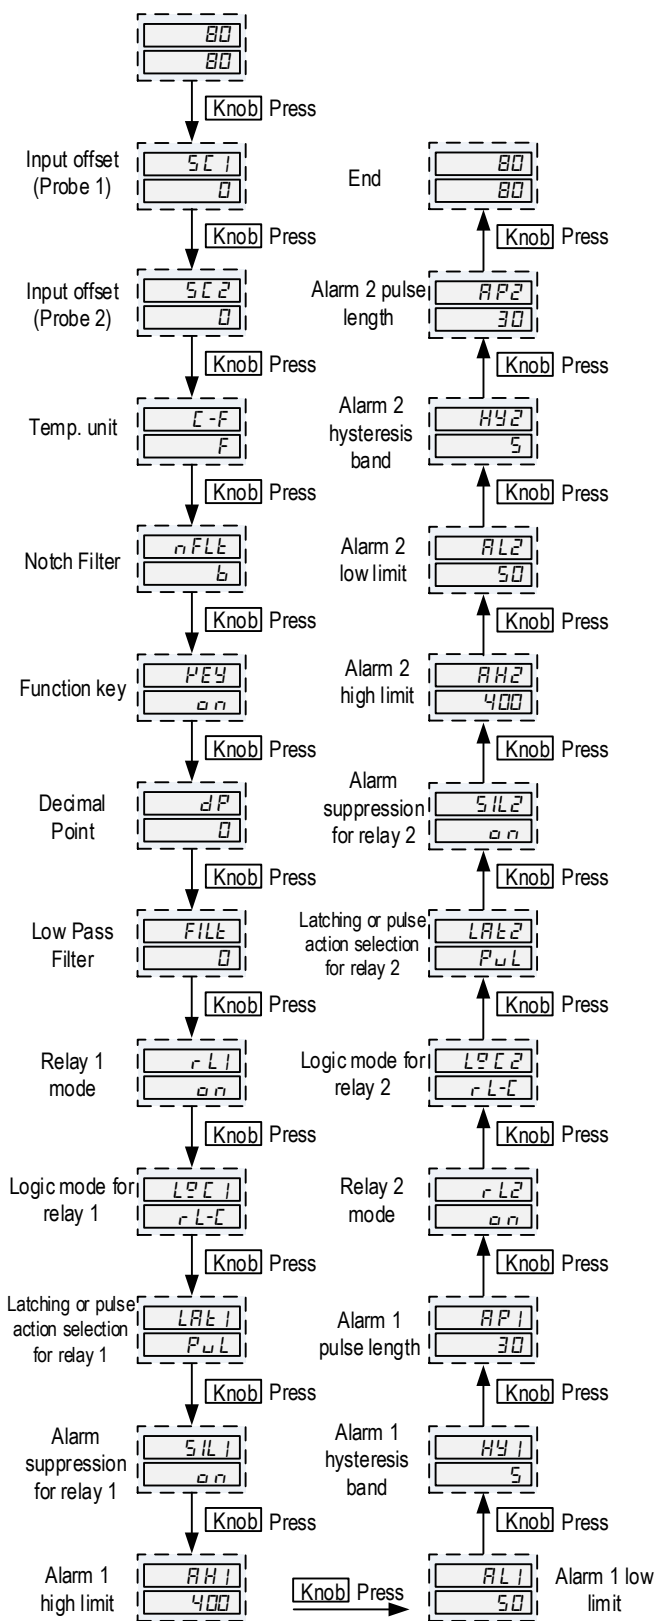 80
80
Knob Press
Input offset
(Probe 1)
SC1
0
Knob Press
Input offset
(Probe 2)
SC2
0
Knob Press
Temp. unit
C-F
F
Knob Press
Notch Filter
nFLt
b
Knob Press
Function key
KEY
on
Knob Press
Decimal
Point
dP
0
Knob Press
Low Pass
Filter
FILt
0
Knob Press
Relay 1
mode
rL1
on
Knob Press
Logic mode for
relay 1
LoC1
rL-C
Knob Press
Latching or pulse
action selection
for relay 1
LAt1
PuL
Knob Press
Alarm
suppression
for relay 1
SIL1
on
Knob Press
Alarm 1
high limit
AH1
400
Knob Press
AL1
50
Alarm 1 low
limit
Knob Press
Alarm 1
hysteresis
band
HY1
5
Knob Press
Alarm 1
pulse length
AP1
30
Knob Press
Relay 2
mode
rL2
on
Knob Press
Logic mode for
relay 2
LoC2
rL-C
Knob Press
Latching or pulse
action selection
for relay 2
LAt2
PuL
Knob Press
Alarm
suppression
for relay 2
SIL2
on
Knob Press
Alarm 2
high limit
AH2
400
Knob Press
Alarm 2
low limit
AL2
50
Knob Press
Alarm 2
hysteresis
band
HY2
5
Knob Press
Alarm 2 pulse
length
AP2
30
Knob Press
End
80
80